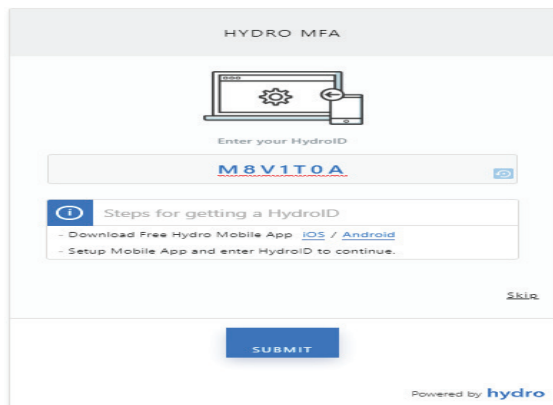 HYDRO MFA
Enter your HydroID
M8V1T0A
Steps for getting a HydroID
- Download Free Hydro Mobile App iOS / Android
- Setup Mobile App and enter HydroID to continue.
Skip
SUBMIT
Powered by hydro